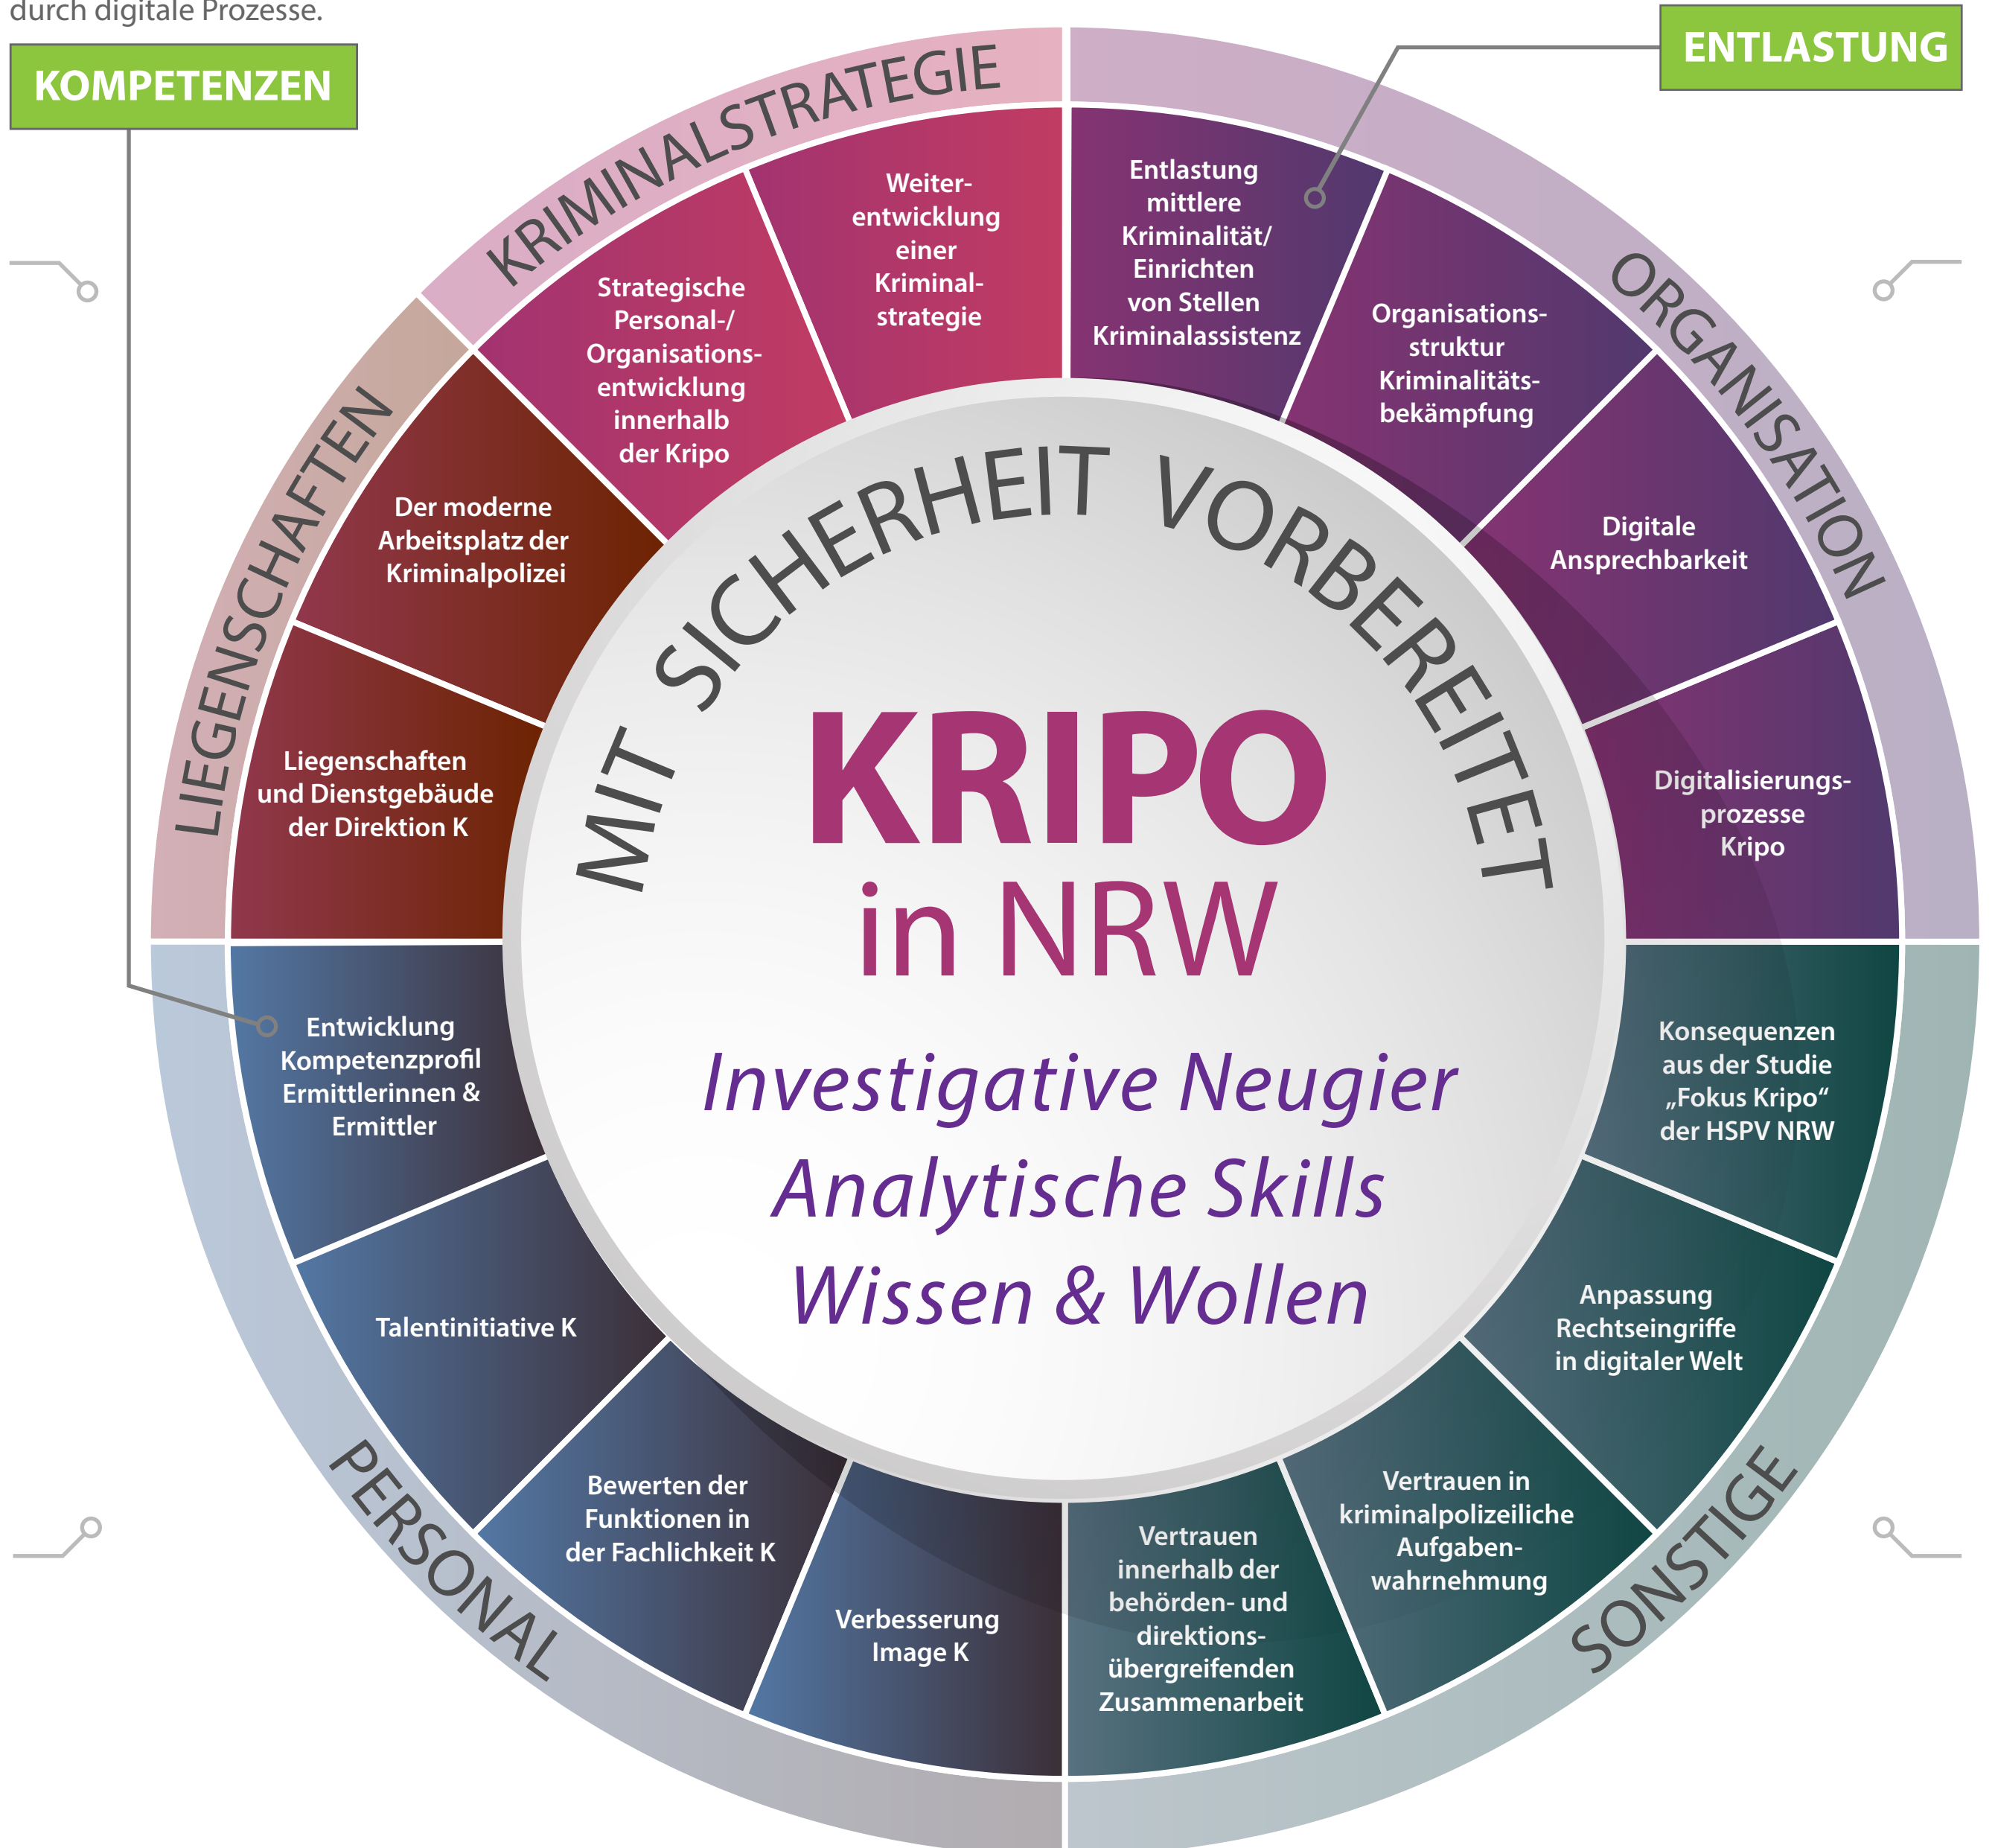 durch digitale Prozesse.
KOMPETENZEN
ENTLASTUNG
KRIMINALSTRATEGIE
Strategische
Personal-/
Organisations-
entwicklung
innerhalb
der Kripo
Weiter-
entwicklung
einer
Kriminal-
strategie
ORGANISATION
Entlastung
mittlere
Kriminalität/
Einrichten
von Stellen
Kriminalassistenz
Organisations-
struktur
Kriminalitäts-
bekämpfung
Digitale
Ansprechbarkeit
Digitalisierungs-
prozesse
Kripo
SONSTIGE
Konsequenzen
aus der Studie
„Fokus Kripo“
der HSPV NRW
Anpassung
Rechtseingriffe
in digitaler Welt
Vertrauen in
kriminalpolizeiliche
Aufgaben-
wahrnehmung
Vertrauen
innerhalb der
behörden- und
direktions-
übergreifenden
Zusammenarbeit
PERSONAL
Verbesserung
Image K
Bewerten der
Funktionen in
der Fachlichkeit K
Talentinitiative K
Entwicklung
Kompetenzprofil
Ermittlerinnen &
Ermittler
LIEGENSCHAFTEN
Liegenschaften
und Dienstgebäude
der Direktion K
Der moderne
Arbeitsplatz der
Kriminalpolizei
MIT SICHERHEIT VORBEREITET
KRIPO
in NRW
Investigative Neugier
Analytische Skills
Wissen & Wollen